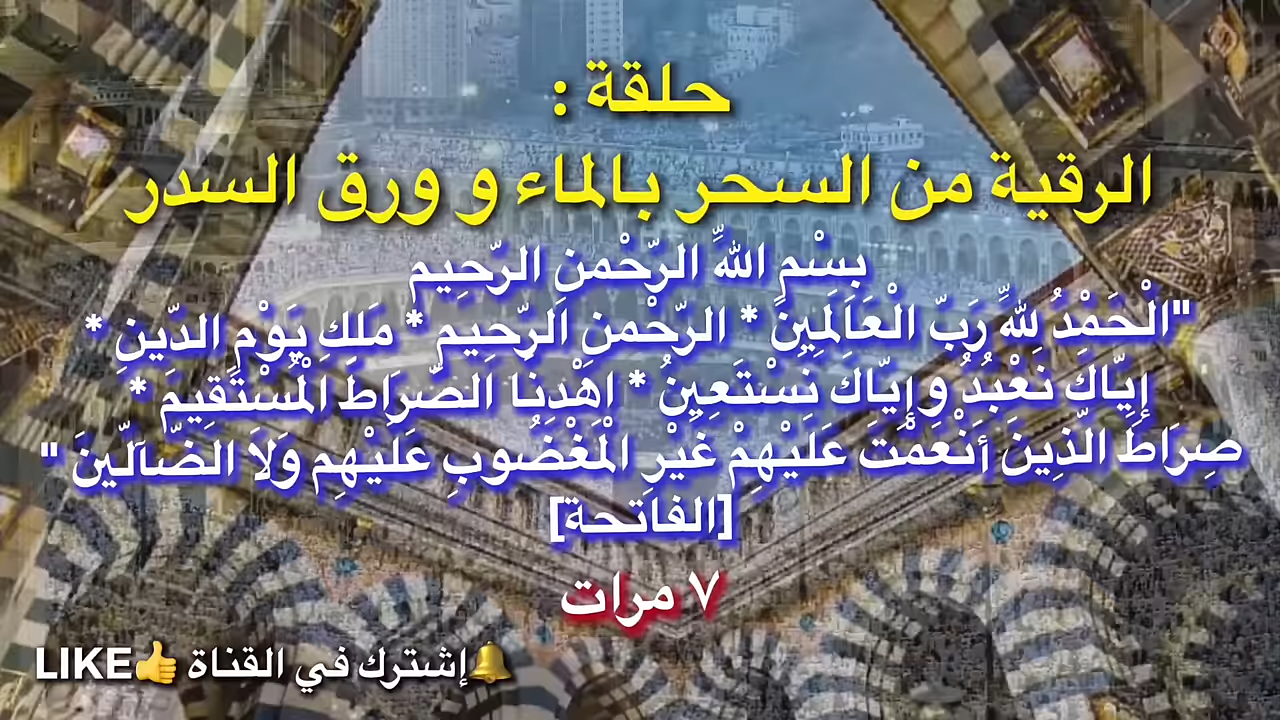 حلقة :
الرقية من السحر بالماء و ورق السدر
بِسِْمِ اللهِّ الرّحْمنِ الرّحِيمِ
"الْحَمْدُ للهِّ رَبّ الْعَالَمِينَ * الرّحْمنِ الرّحِيمِ * مَلِكِ يَوْمِ الدّينِ *
إِيّاكَ نَعْبُدُ وإِيّاكَ نَسْتَعِينُ * اهْدِنَا الصّرَاطَ الْمُسْتَقِيمَ *
صِرَاطَ الّذِينَ أَنْعَمْتَ عَلَيْهِمْ غَيْرِ الْمَغْضُوبِ عَلَيْهِم وَلاَ الضّآلّينَ "
[الفاتحة]
٧ مرات
LIKE👍 إشترك في القناة🔔